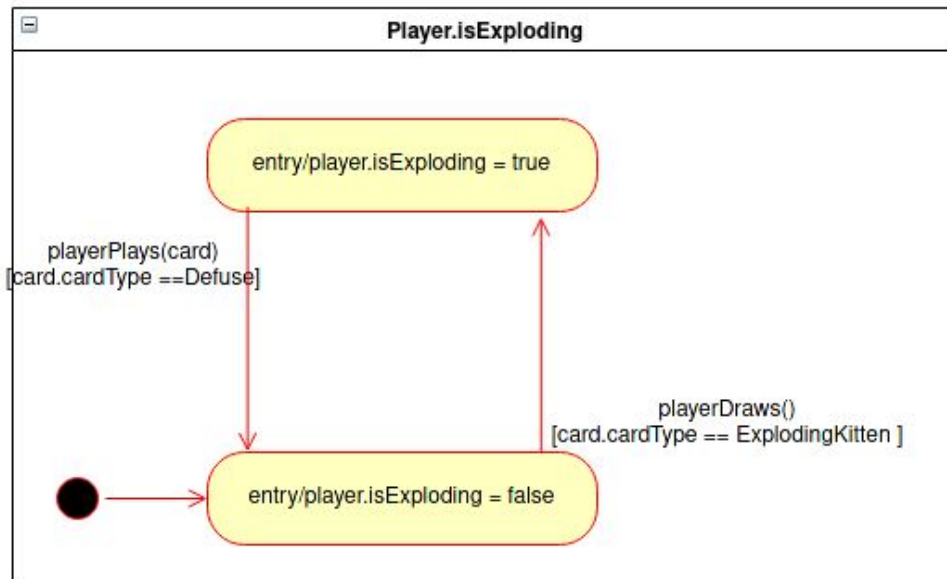 Player.isExploding
entry/player.isExploding = true
playerPlays(card)
[card.cardType ==Defuse]
playerDraws()
[card.cardType == ExplodingKitten ]
entry/player.isExploding = false